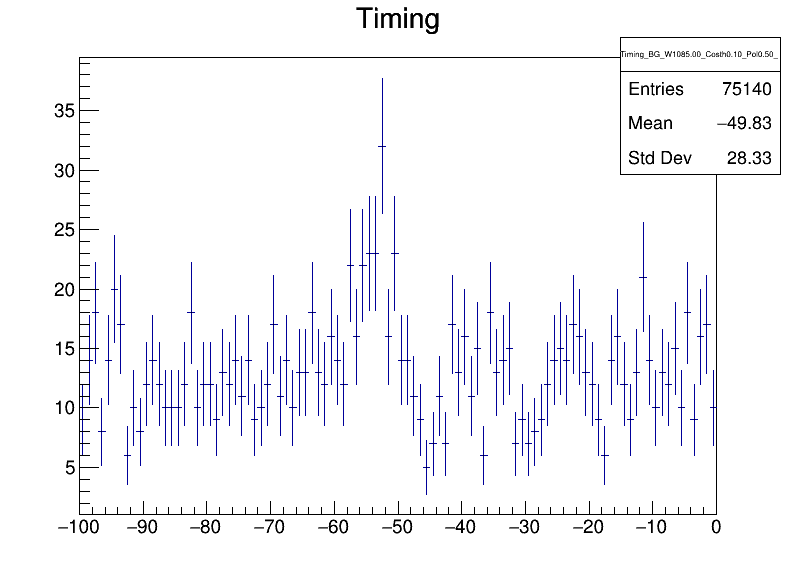 Timing
Timing_BG_W1085.00_Costh0.10_Pol0.50_
Entries 75140
Mean −49.83
Std Dev 28.33
35
30
25
20
15
10
5
−100 −90 −80 −70 −60 −50 −40 −30 −20 −10 0